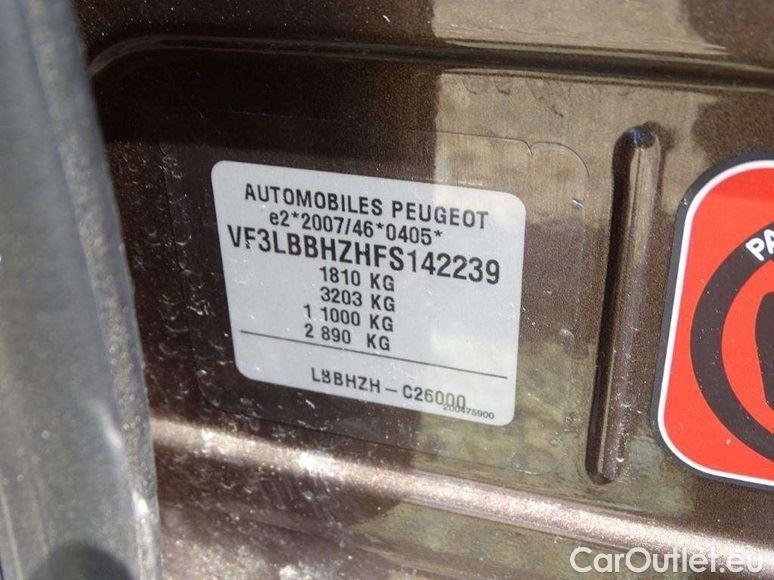 AUTOMOBILES PEUGEOT
e2*2007/46*0405*
VF3LBBHZHFS142239
1810 KG
3203 KG
1 1000 KG
2 890 KG
LBBHZH – C26000
200475900
PA
CarOutlet.eu